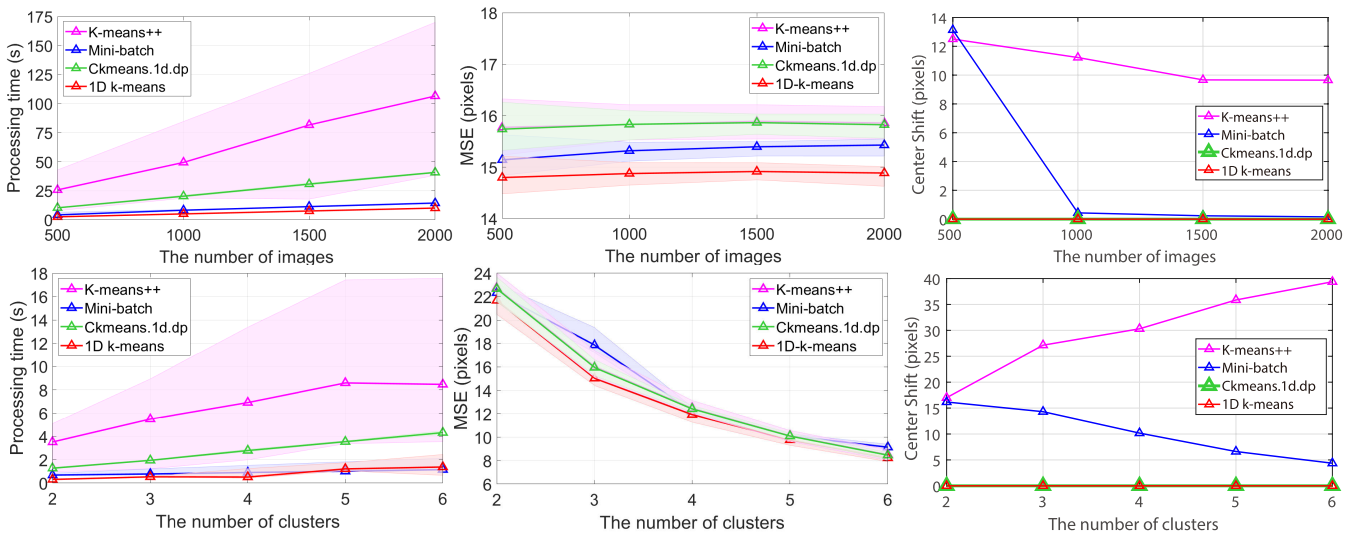 Processing time (s)
175
150
125
100
75
50
25
0
500
1000
1500
2000
The number of images
K-means++
Mini-batch
Ckmeans.1d.dp
1D k-means
MSE (pixels)
18
17
16
15
14
500
1000
1500
2000
The number of images
K-means++
Mini-batch
Ckmeans.1d.dp
1D-k-means
Center Shift (pixels)
14
12
10
8
6
4
2
0
500
1000
1500
2000
The number of images
K-means++
Mini-batch
Ckmeans.1d.dp
1D k-means
Processing time (s)
18
16
14
12
10
8
6
4
2
0
2
3
4
5
6
The number of clusters
K-means++
Mini-batch
Ckmeans.1d.dp
1D k-means
MSE (pixels)
24
22
20
18
16
14
12
10
8
6
2
3
4
5
6
The number of clusters
K-means++
Mini-batch
Ckmeans.1d.dp
1D-k-means
Center Shift (pixels)
40
35
30
25
20
15
10
5
0
2
3
4
5
6
The number of clusters
K-means++
Mini-batch
Ckmeans.1d.dp
1D k-means